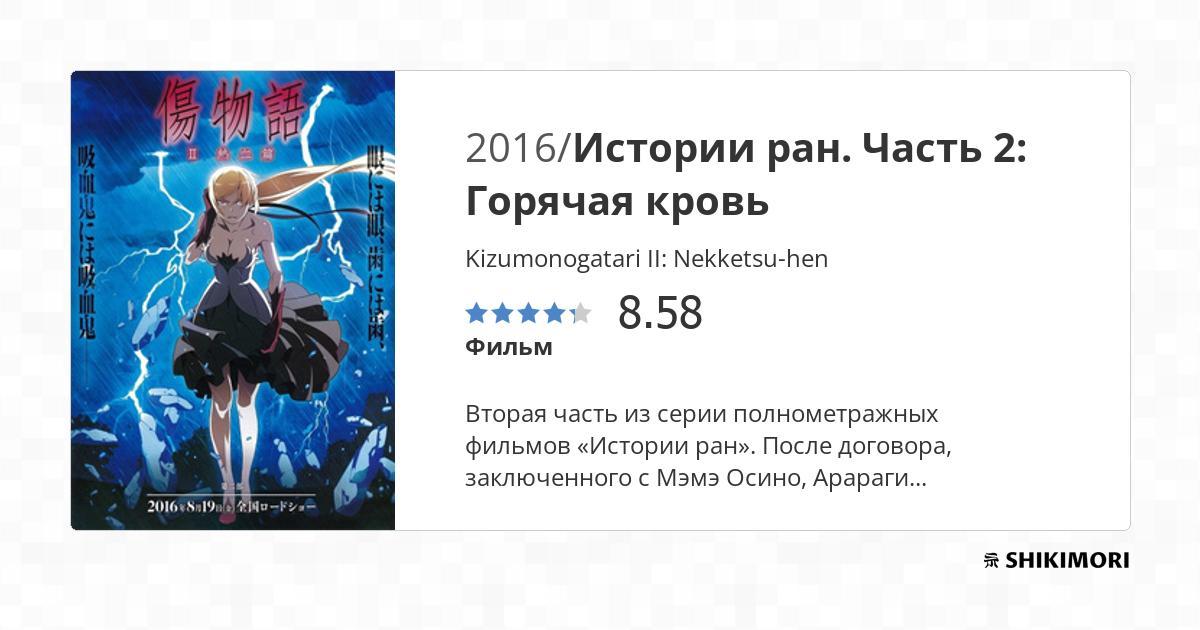 傷物語
II 熱血篇
吸血鬼には吸血鬼
眼には眼、歯には歯、
第二部
2016年8月19日(金)全国ロードショー
2016/Истории ран. Часть 2:
Горячая кровь
Kizumonogatari II: Nekketsu-hen
8.58
Фильм
Вторая часть из серии полнометражных
фильмов «Истории ран». После договора,
заключенного с Мэмэ Осино, Арараги...
SHIKIMORI